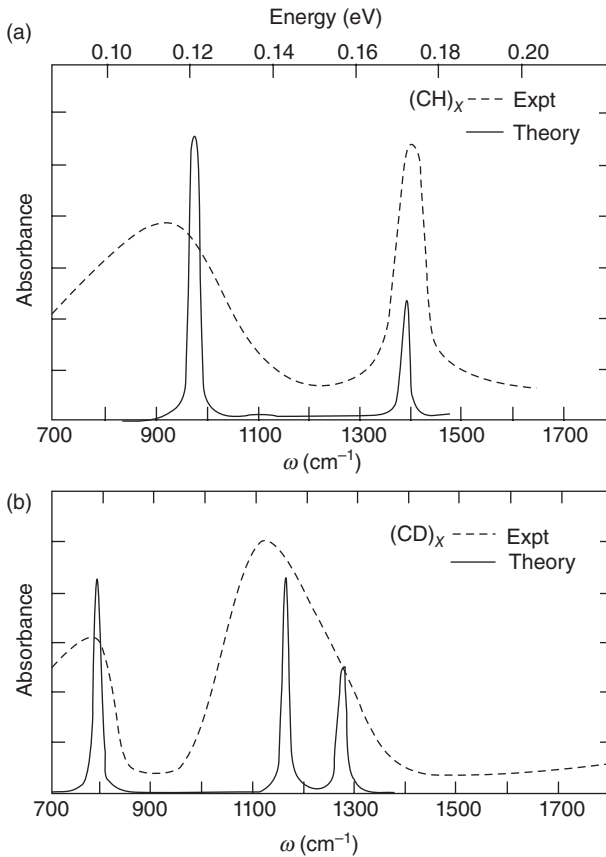 Energy (eV)
(a)
0.10 0.12 0.14 0.16 0.18 0.20
(CH)x Expt
Theory
Absorbance
700 900 1100 1300 1500 1700
ω (cm⁻¹)
(b)
(CD)x Expt
Theory
Absorbance
700 900 1100 1300 1500 1700
ω (cm⁻¹)